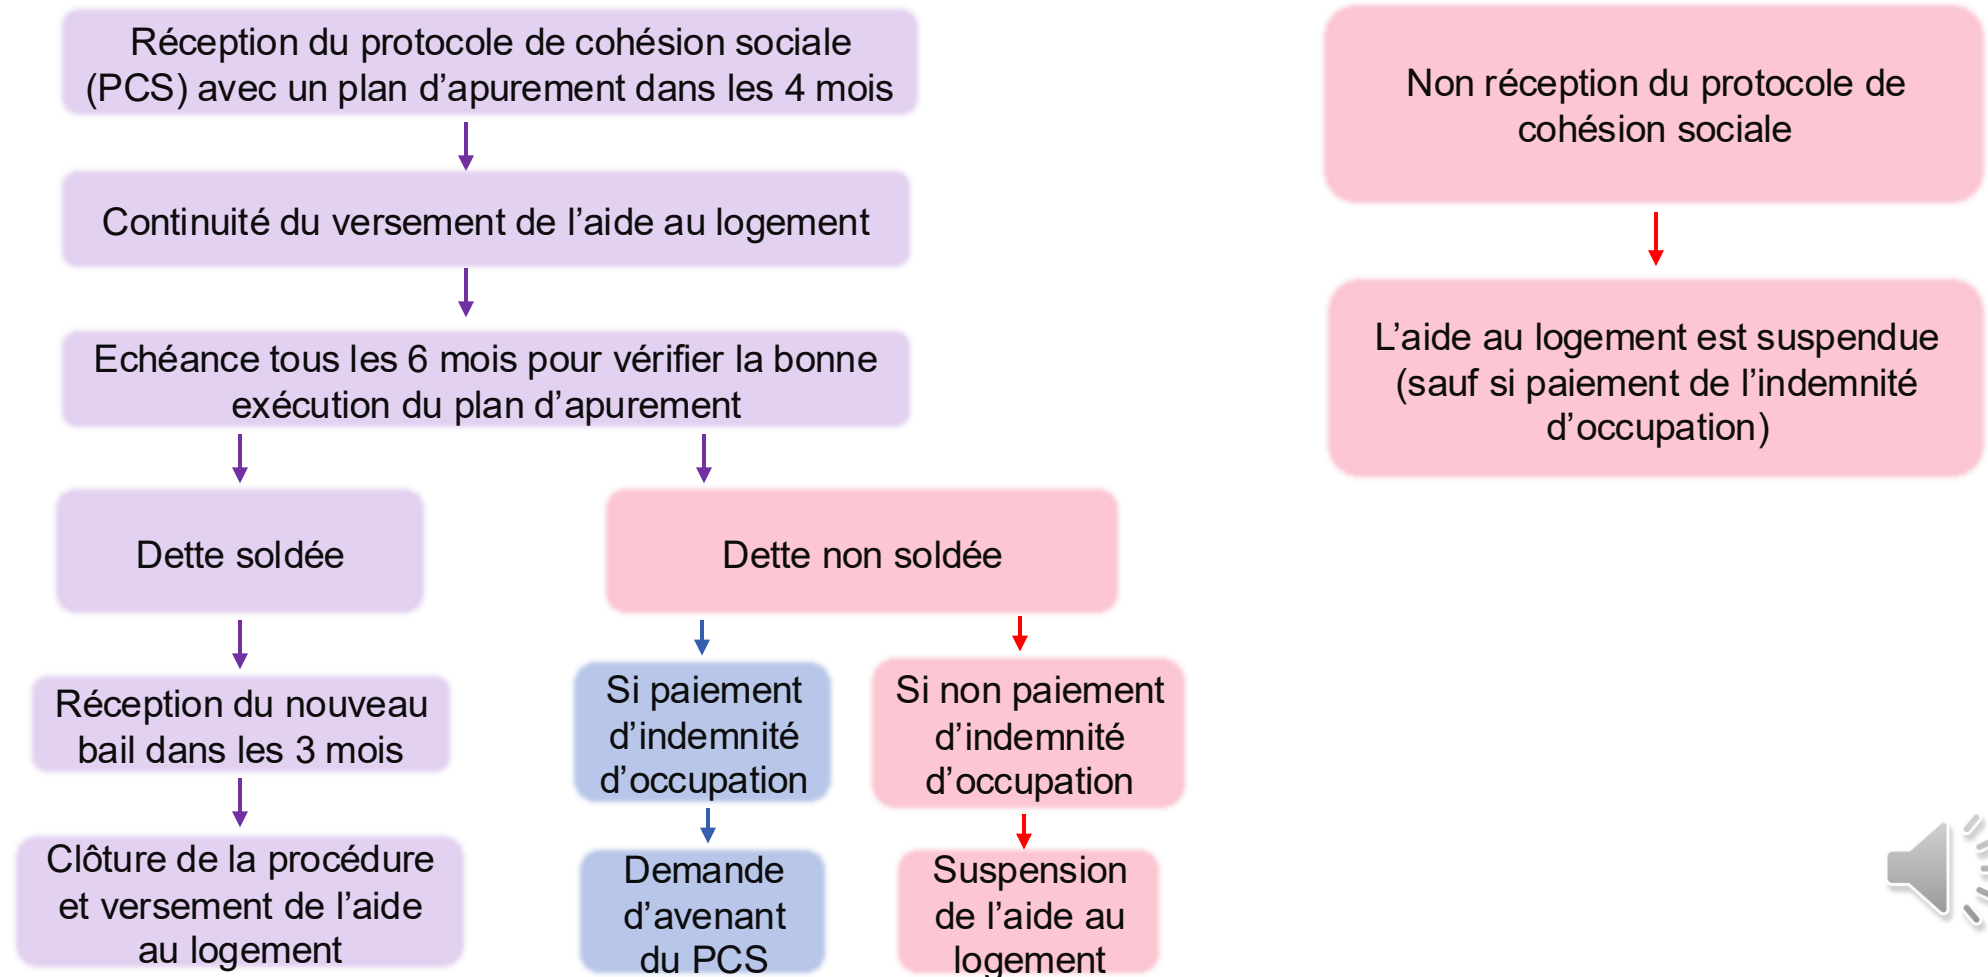 Réception du protocole de cohésion sociale
(PCS) avec un plan d’apurement dans les 4 mois
Continuité du versement de l’aide au logement
Echéance tous les 6 mois pour vérifier la bonne
exécution du plan d’apurement
Dette soldée
Réception du nouveau
bail dans les 3 mois
Clôture de la procédure
et versement de l’aide
au logement
Dette non soldée
Si paiement
d’indemnité
d’occupation
Demande
d’avenant
du PCS
Si non paiement
d’indemnité
d’occupation
Suspension
de l’aide au
logement
Non réception du protocole de
cohésion sociale
L’aide au logement est suspendue
(sauf si paiement de l’indemnité
d’occupation)